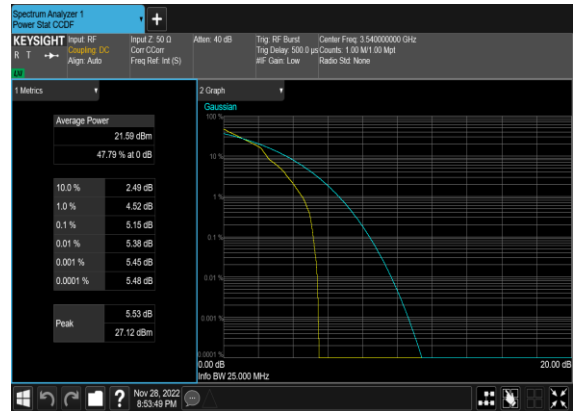 Spectrum Analyzer 1
Power Stat CCDF
KEYSIGHT Input: RF Input Z: 50 Ω Atten: 40 dB Trig: RF Burst Center Freq: 3.540000000 GHz
R T Coupling: DC Corr CCorr Trig Delay: 500.0 µs Counts: 1.00 M/1.00 Mpt
Align: Auto Freq Ref: Int (S) #IF Gain: Low Radio Std: None
LW
1 Metrics
2 Graph
Gaussian
Average Power
21.59 dBm
47.79 % at 0 dB
10.0 % 2.49 dB
1.0 % 4.52 dB
0.1 % 5.15 dB
0.01 % 5.38 dB
0.001 % 5.45 dB
0.0001 % 5.48 dB
Peak 5.53 dB
27.12 dBm
100 %
10 %
1 %
0.1 %
0.01 %
0.001 %
0.0001 %
0.00 dB 20.00 dB
Info BW 25.000 MHz
? Nov 28, 2022
8:53:49 PM